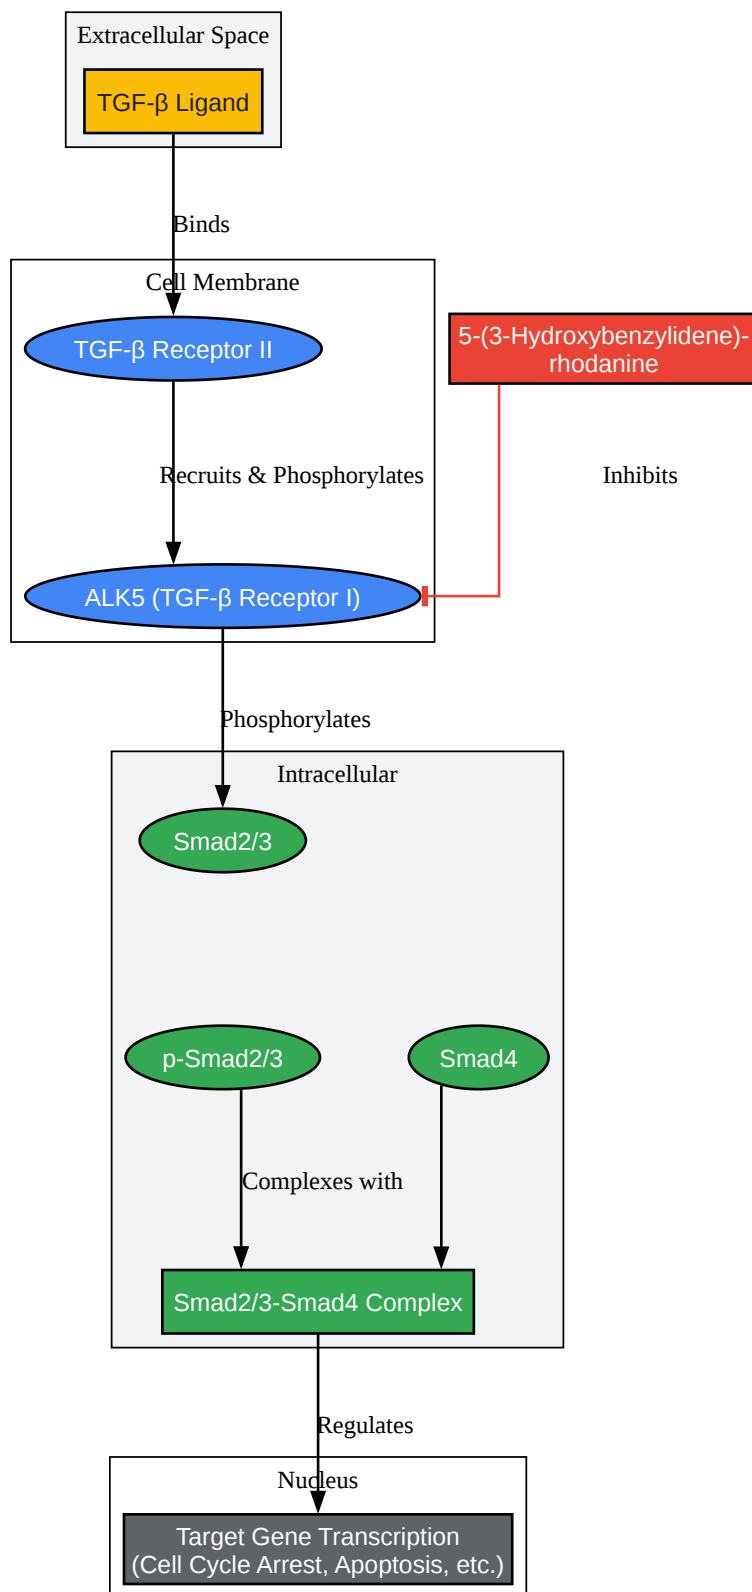 Extracellular Space
TGF-β Ligand
Binds
Cell Membrane
TGF-β Receptor II
5-(3-Hydroxybenzylidene)-
rhodanine
Recruits & Phosphorylates
Inhibits
ALK5 (TGF-β Receptor I)
Phosphorylates
Intracellular
Smad2/3
p-Smad2/3
Smad4
Complexes with
Smad2/3-Smad4 Complex
Regulates
Nucleus
Target Gene Transcription
(Cell Cycle Arrest, Apoptosis, etc.)